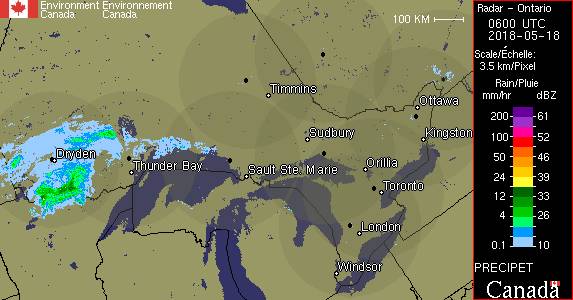 Environment Environnement
Canada Canada
100 KM
Timmins
Ottawa
Sudbury
Kingston
Dryden
Thunder Bay
Sault Ste. Marie
Orillia
Toronto
London
Windsor
Radar - Ontario
0600 UTC
2018-05-18
Scale/Échelle:
3.5 km/Pixel
Rain/Pluie
mm/hr dBZ
200 61
100 56
100 52
50 46
24 39
12 33
4 26
0.1 10
PRECIPET
Canada